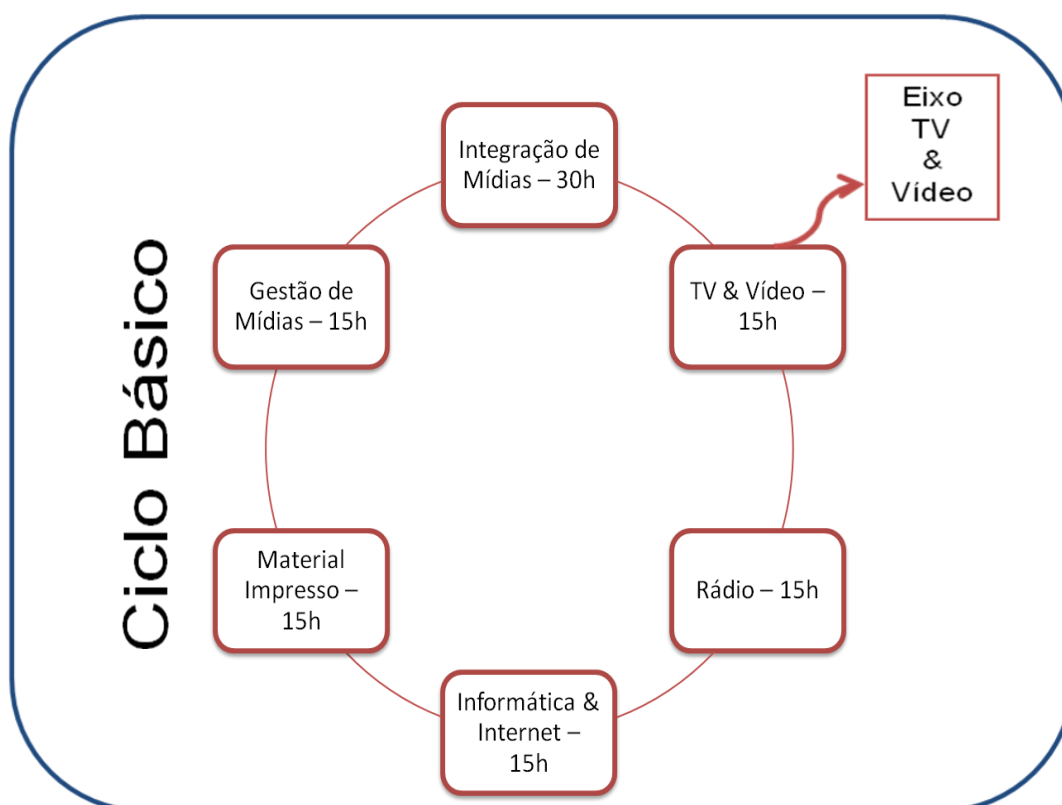 Ciclo Básico
Integração de
Mídias – 30h
Eixo
TV
&
Vídeo
TV & Vídeo –
15h
Rádio – 15h
Informática &
Internet –
15h
Material
Impresso –
15h
Gestão de
Mídias – 15h